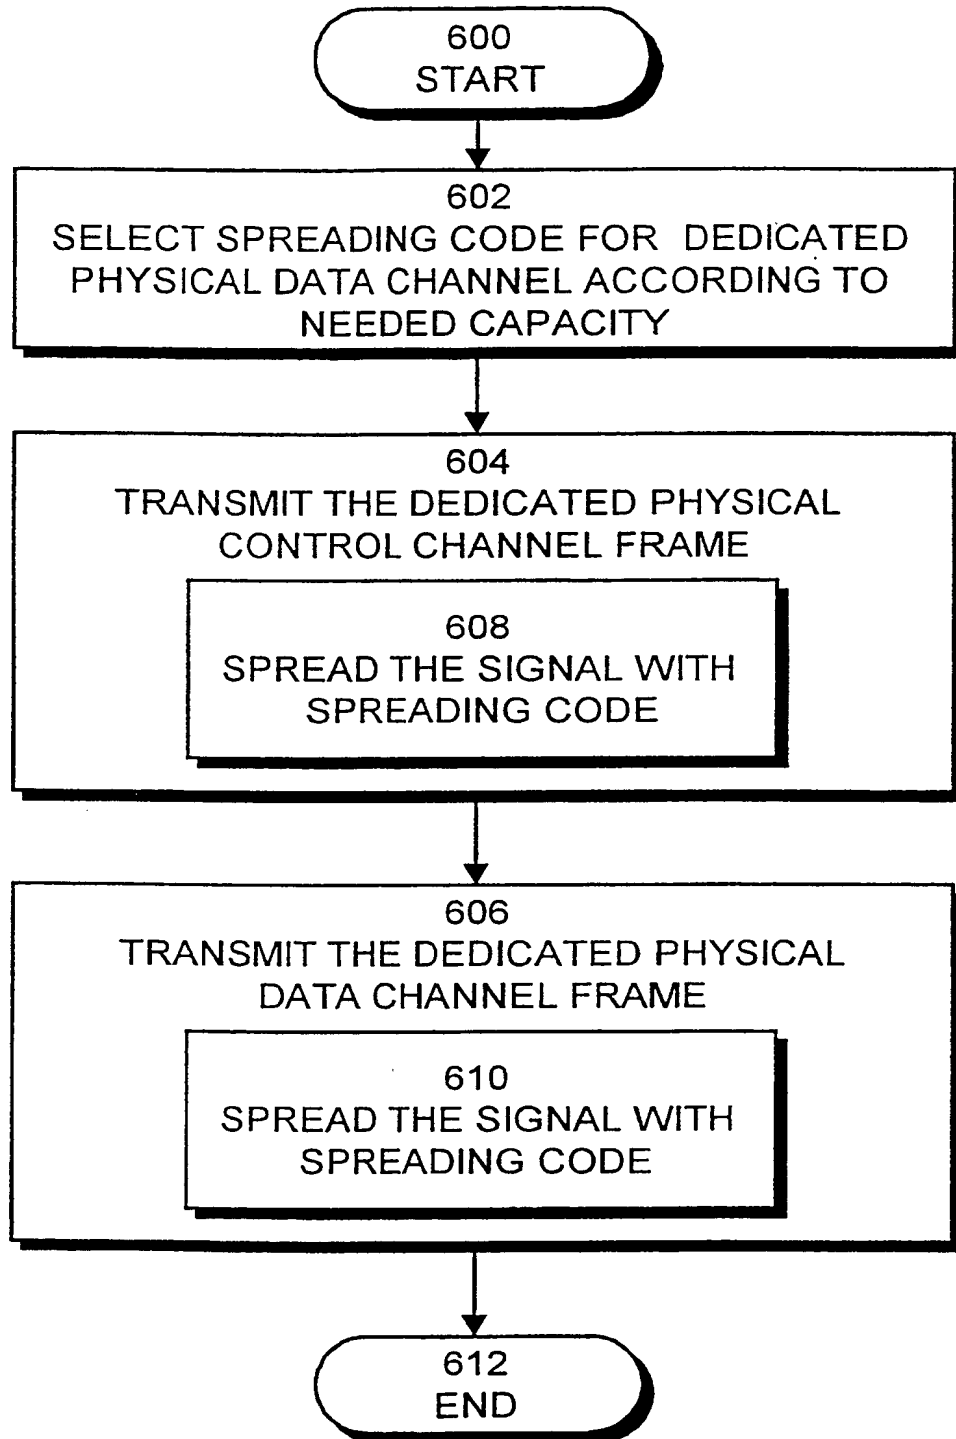 600
START
602
SELECT SPREADING CODE FOR DEDICATED
PHYSICAL DATA CHANNEL ACCORDING TO
NEEDED CAPACITY
604
TRANSMIT THE DEDICATED PHYSICAL
CONTROL CHANNEL FRAME
608
SPREAD THE SIGNAL WITH
SPREADING CODE
606
TRANSMIT THE DEDICATED PHYSICAL
DATA CHANNEL FRAME
610
SPREAD THE SIGNAL WITH
SPREADING CODE
612
END